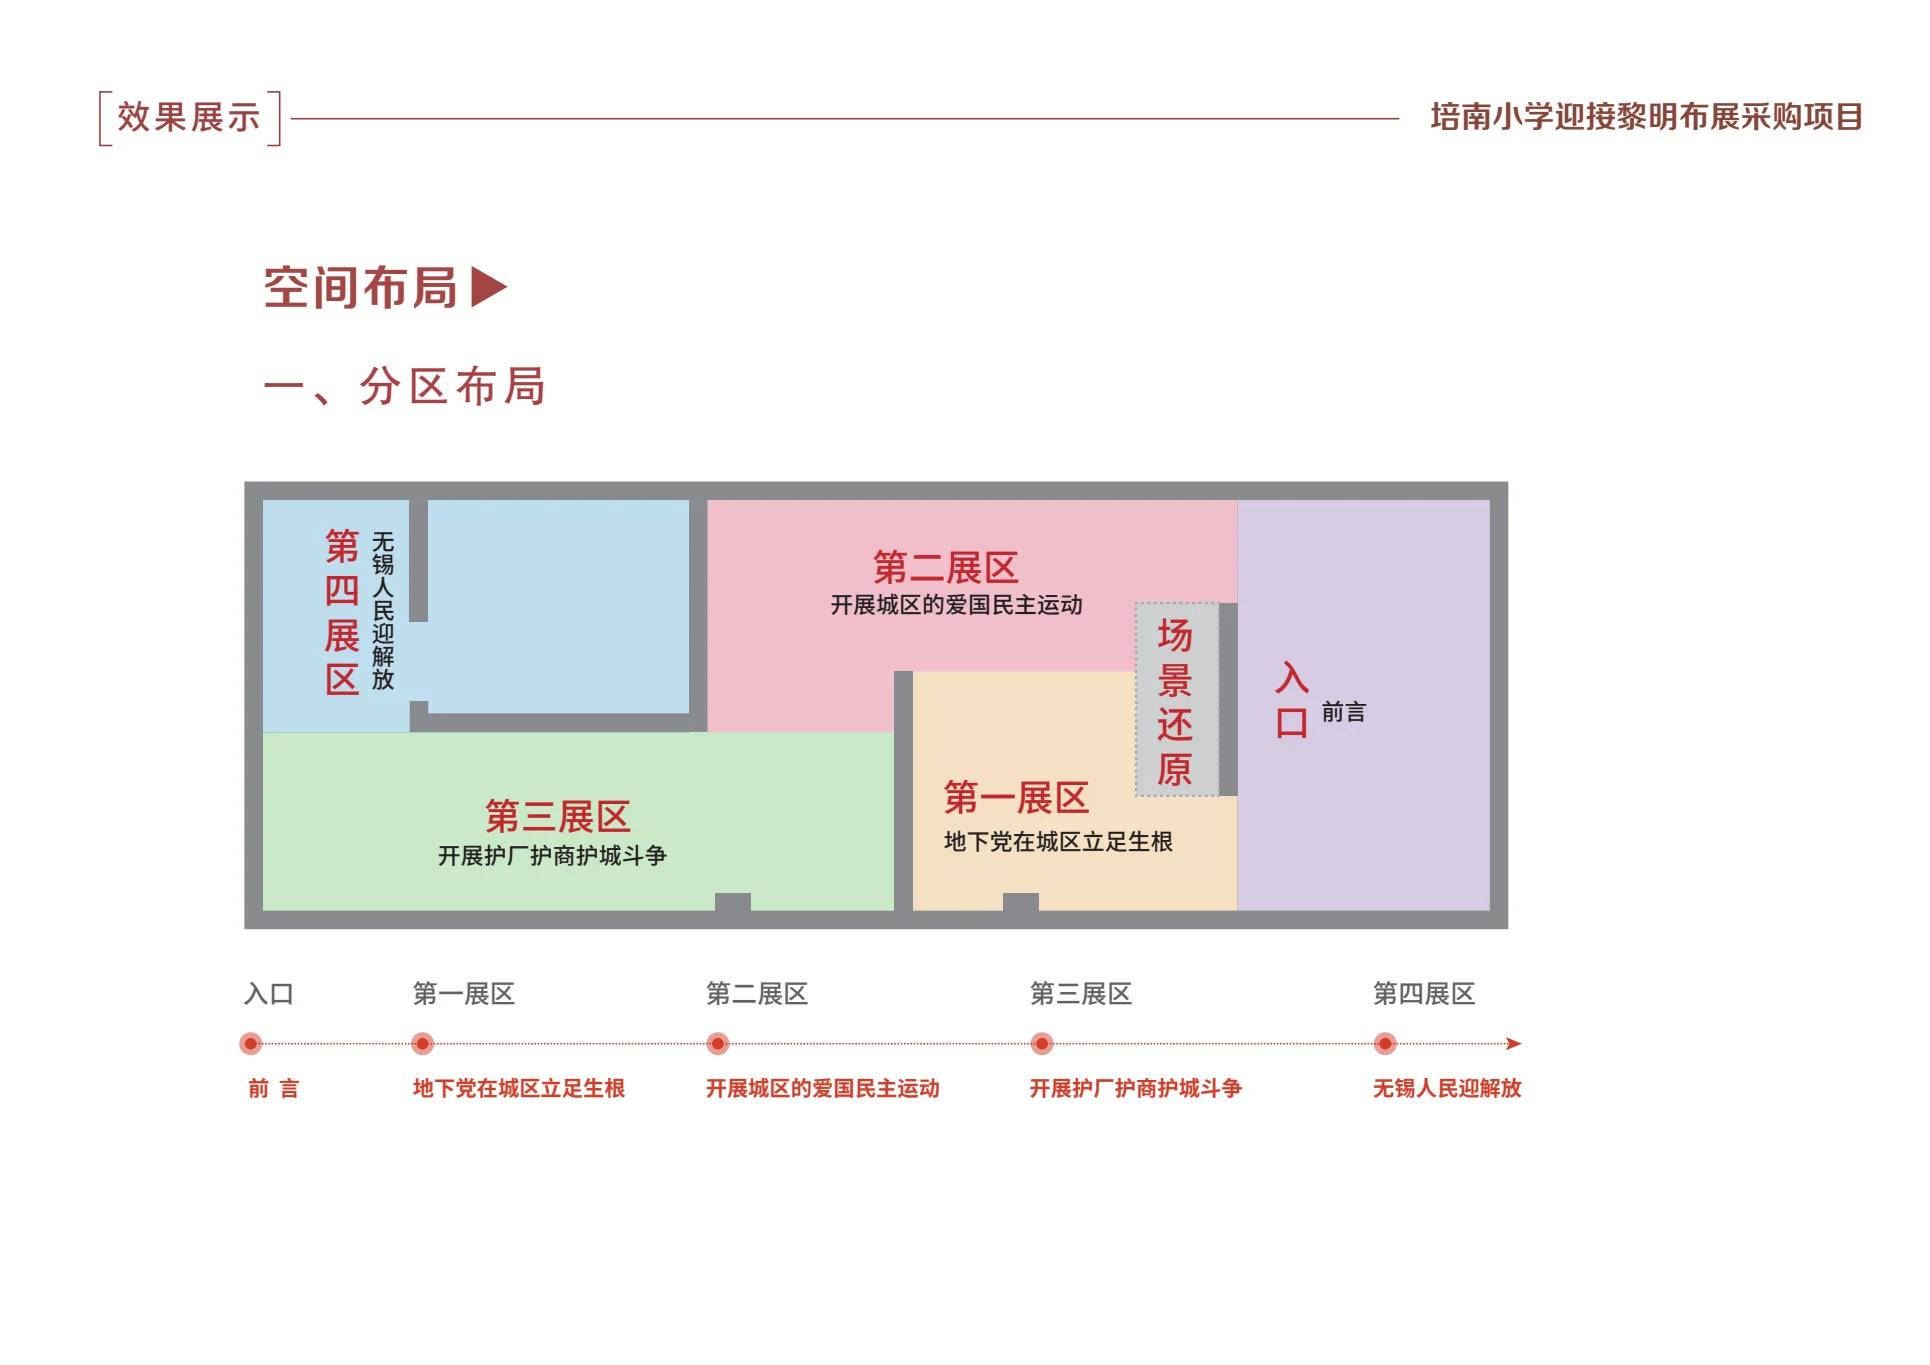 效果展示
培南小学迎接黎明布展采购项目
空间布局
一、分区布局
第四展区
无锡人民迎解放
第二展区
开展城区的爱国民主运动
场景还原
入口
前言
第三展区
开展护厂护商护城斗争
第一展区
地下党在城区立足生根
入口
第一展区
第二展区
第三展区
第四展区
前 言
地下党在城区立足生根
开展城区的爱国民主运动
开展护厂护商护城斗争
无锡人民迎解放